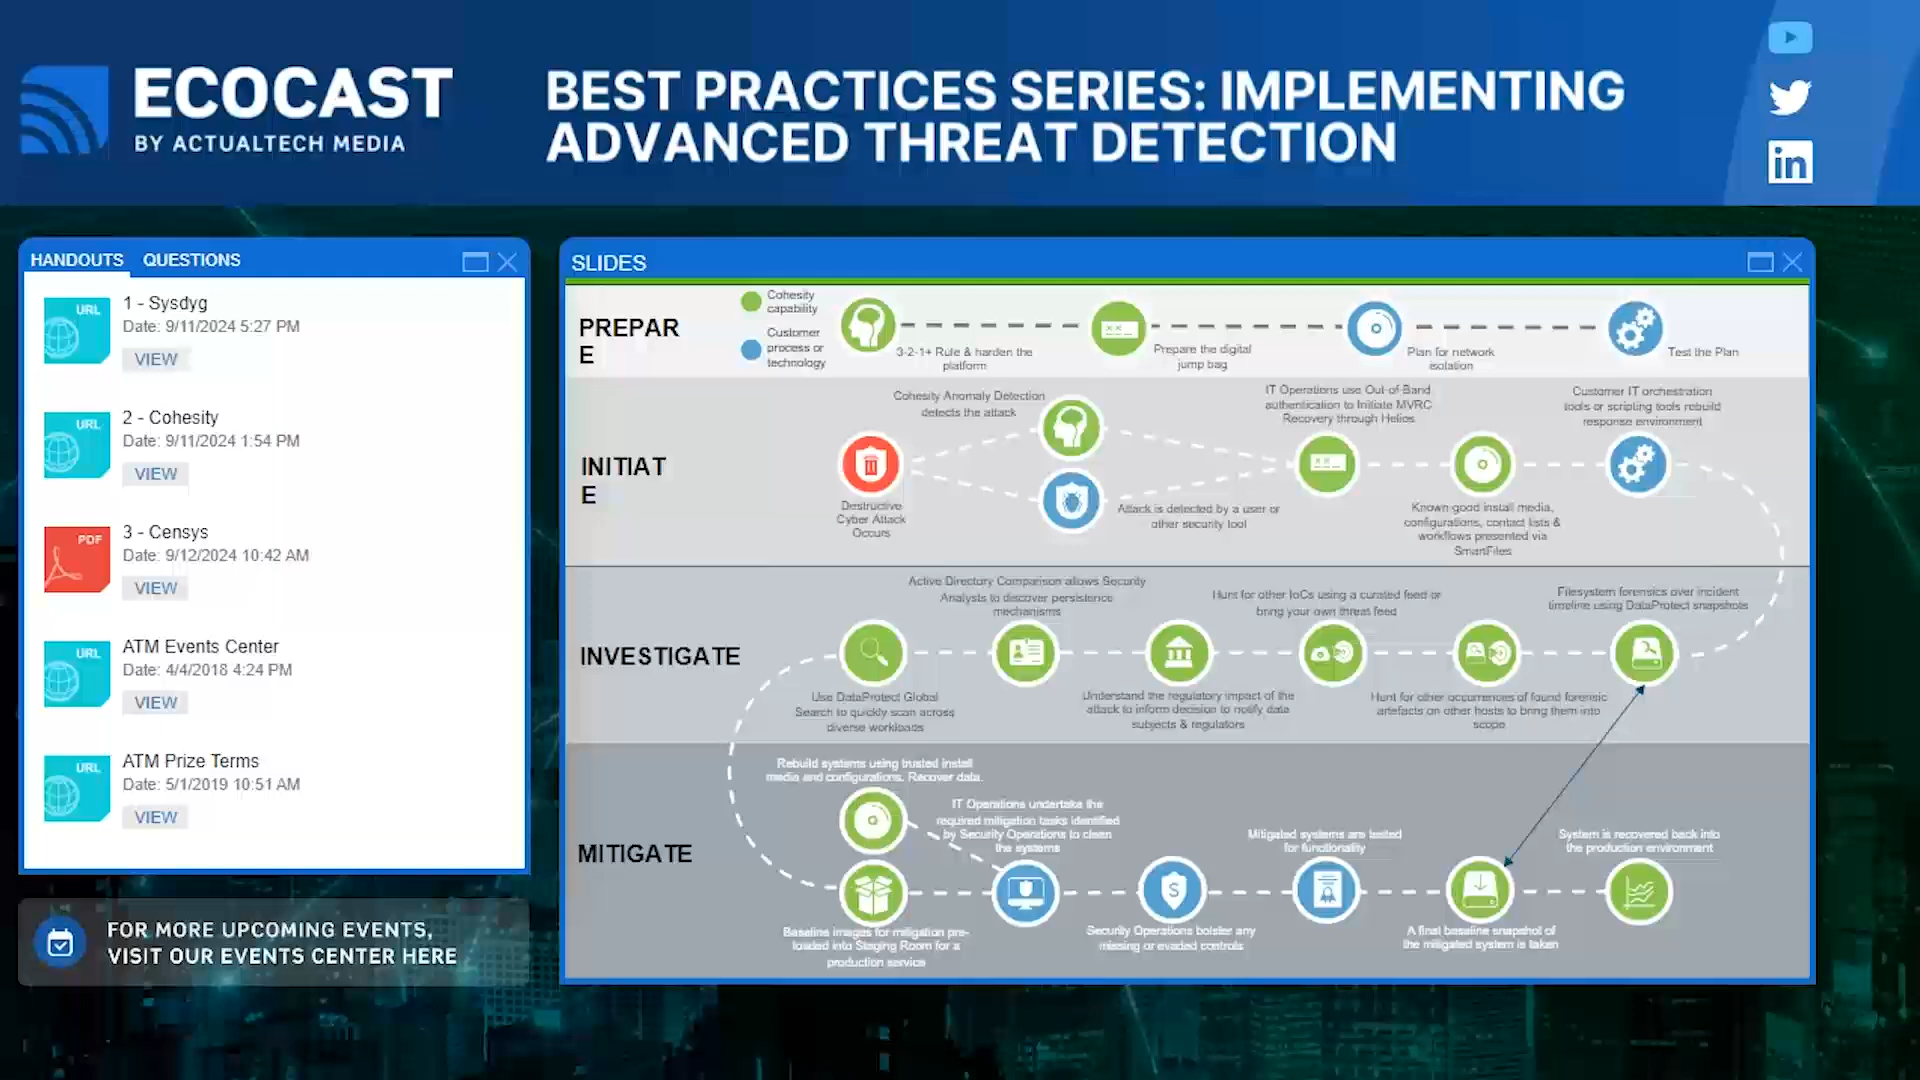 ECOCAST
BY ACTUALTECH MEDIA
BEST PRACTICES SERIES: IMPLEMENTING
ADVANCED THREAT DETECTION
in
HANDOUTS
QUESTIONS
URL
1 - Sysdyg
Date: 9/11/2024 5:27 PM
VIEW
URL
2 - Cohesity
Date: 9/11/2024 1:54 PM
VIEW
PDF
3 - Censys
Date: 9/12/2024 10:42 AM
VIEW
URL
ATM Events Center
Date: 4/4/2018 4:24 PM
VIEW
URL
ATM Prize Terms
Date: 5/1/2019 10:51 AM
VIEW
FOR MORE UPCOMING EVENTS,
VISIT OUR EVENTS CENTER HERE
SLIDES
PREPAR
E
Cohesity
capability
Customer
process or
technology
3-2-1+ Rule & harden the
platform
Prepare the digital
jump bag
Plan for network
isolation
Test the Plan
INITIAT
E
Destructive
Cyber Attack
Occurs
Cohesity Anomaly Detection
detects the attack
Attack is detected by a user or
other security tool
IT Operations use Out-of-Band
authentication to Initiate MVRC
Recovery through Helios
Known good install media,
configurations, contact lists &
workflows presented via
SmartFiles
Customer IT orchestration
tools or scripting tools rebuild
response environment
INVESTIGATE
Use DataProtect Global
Search to quickly scan across
diverse workloads
Active Directory Comparison allows Security
Analysts to discover persistence
mechanisms
Understand the regulatory impact of the
attack to inform decision to notify data
subjects & regulators
Hunt for other IoCs using a curated feed or
bring your own threat feed
Hunt for other occurrences of found forensic
artefacts on other hosts to bring them into
scope
Filesystem forensics over incident
timeline using DataProtect snapshots
MITIGATE
Rebuild systems using trusted install
media and configurations. Recover data.
Baseline images for mitigation pre-
loaded into Staging Room for a
production service
IT Operations undertake the
required mitigation tasks identified
by Security Operations to clean
the systems
Security Operations bolster any
missing or evaded controls
Mitigated systems are tested
for functionality
A final baseline snapshot of
the mitigated system is taken
System is recovered back into
the production environment